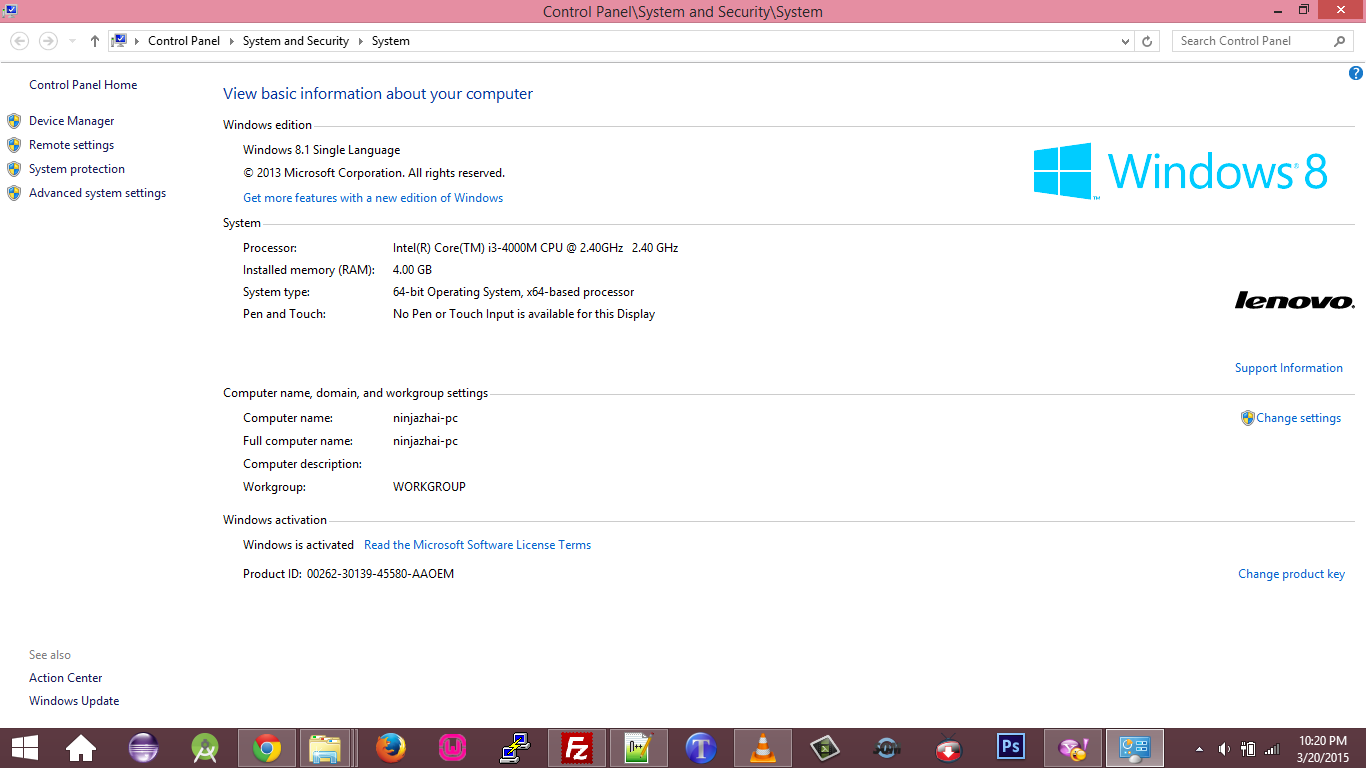 Control Panel\System and Security\System
Control Panel System and Security System
Search Control Panel
Control Panel Home
Device Manager
Remote settings
System protection
Advanced system settings
View basic information about your computer
Windows edition
Windows 8.1 Single Language
© 2013 Microsoft Corporation. All rights reserved.
Get more features with a new edition of Windows
Windows® 8
™
System
Processor: Intel(R) Core(TM) i3-4000M CPU @ 2.40GHz 2.40 GHz
Installed memory (RAM): 4.00 GB
System type: 64-bit Operating System, x64-based processor
Pen and Touch: No Pen or Touch Input is available for this Display
lenovo.
Support Information
Computer name, domain, and workgroup settings
Computer name: ninjazhai-pc
Change settings
Full computer name: ninjazhai-pc
Computer description:
Workgroup: WORKGROUP
Windows activation
Windows is activated Read the Microsoft Software License Terms
Product ID: 00262-30139-45580-AAOEM
Change product key
See also
Action Center
Windows Update
Fz
N++
T
Ps
10:20 PM
3/20/2015